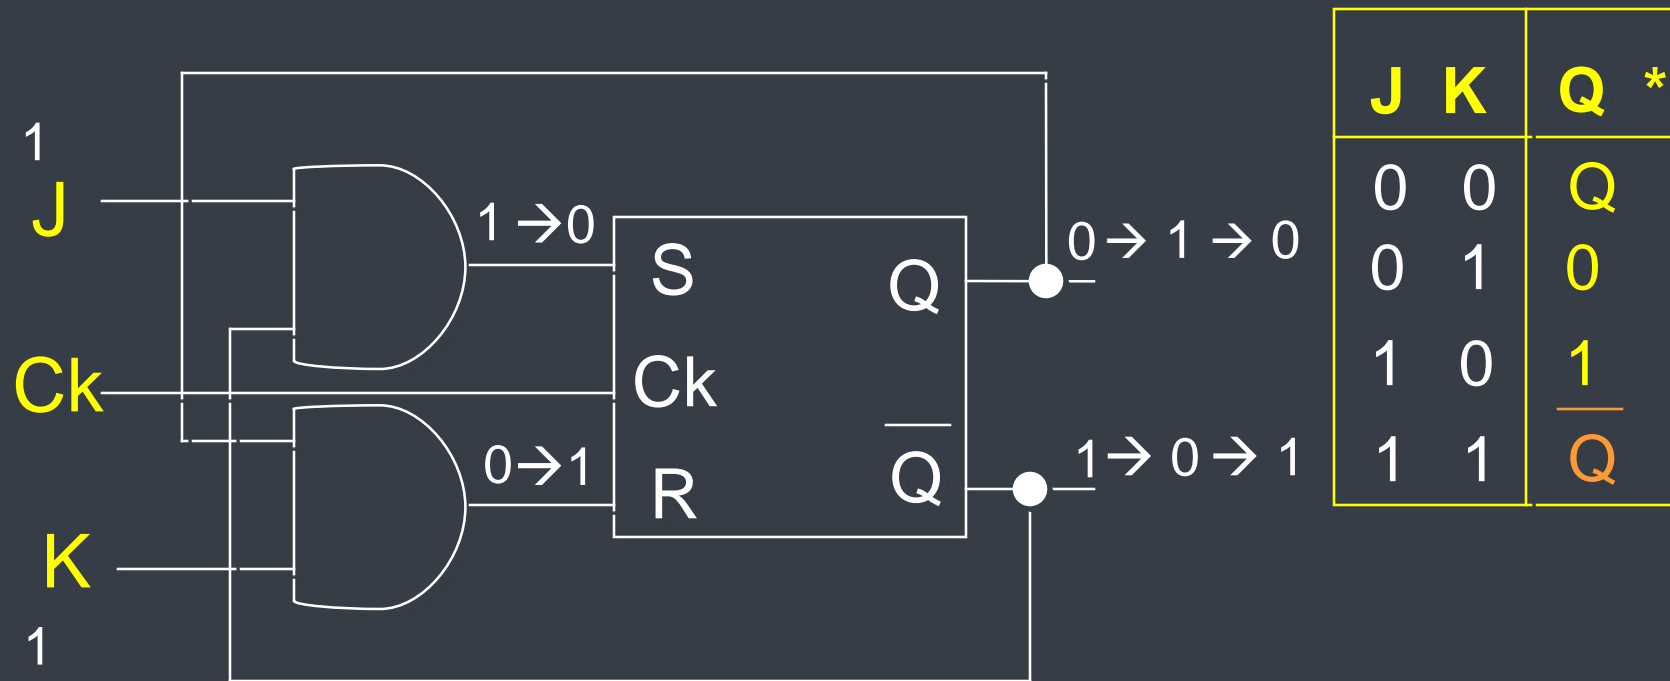 1
J
Ck
K
1
1 → 0
0 → 1
S
Ck
R
Q
Q̅
0 → 1 → 0
1 → 0 → 1
J K Q *
0 0 Q
0 1 0
1 0 1
1 1 Q̅